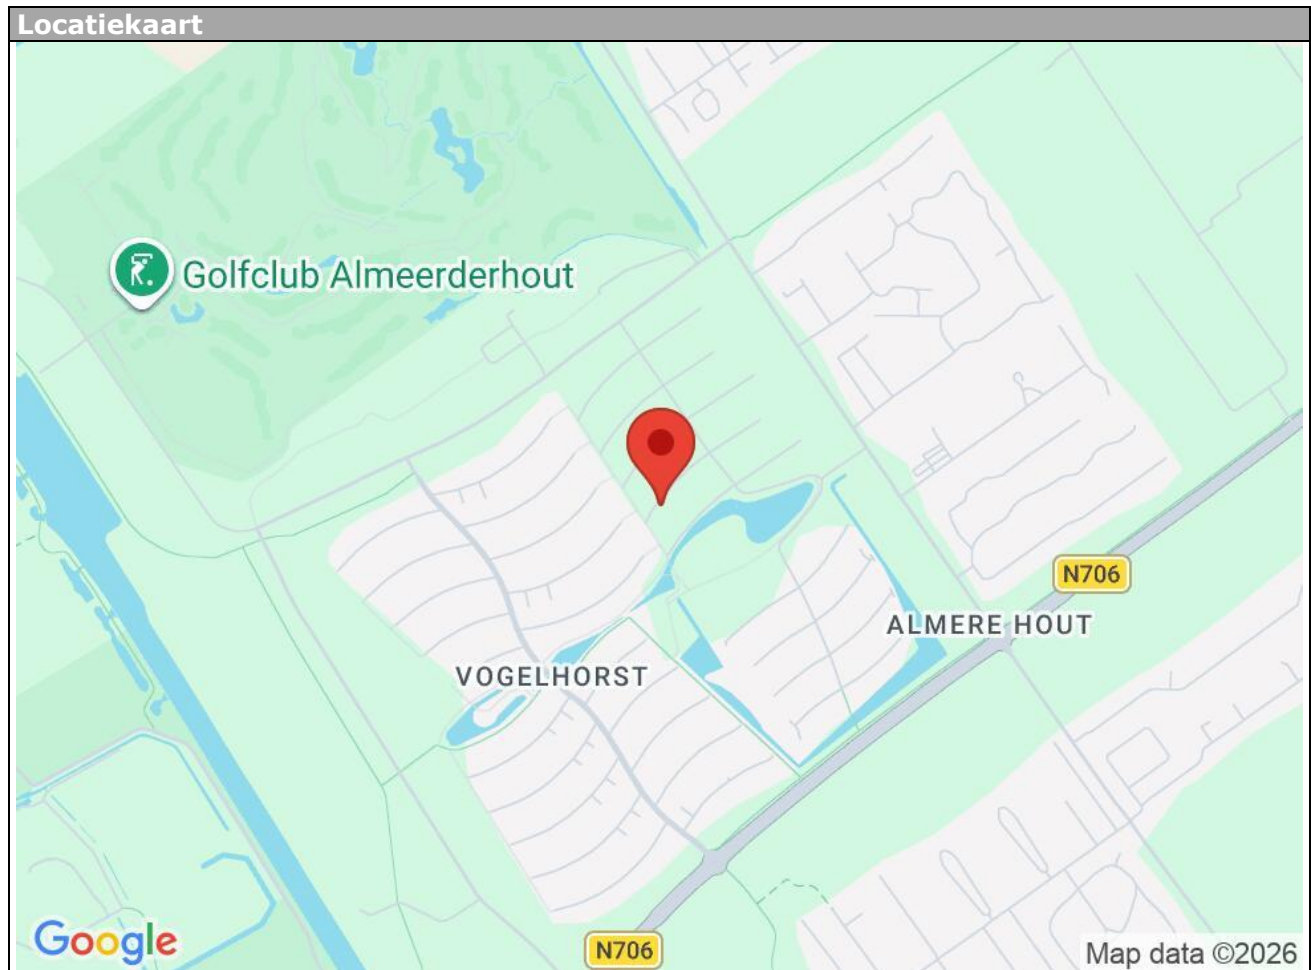 Locatiekaart
Golfclub Almeerderhout
N706
ALMERE HOUT
VOGELHORST
Google
N706
Map data ©2026